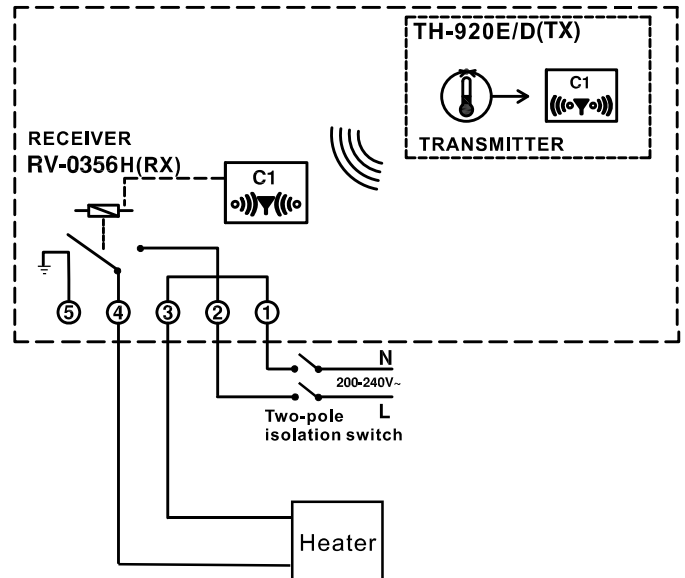 TH-920E/D(TX)
C1
TRANSMITTER
RECEIVER
RV-0356H(RX)
C1
5
4
3
2
1
N
200-240V~
L
Two-pole
isolation switch
Heater